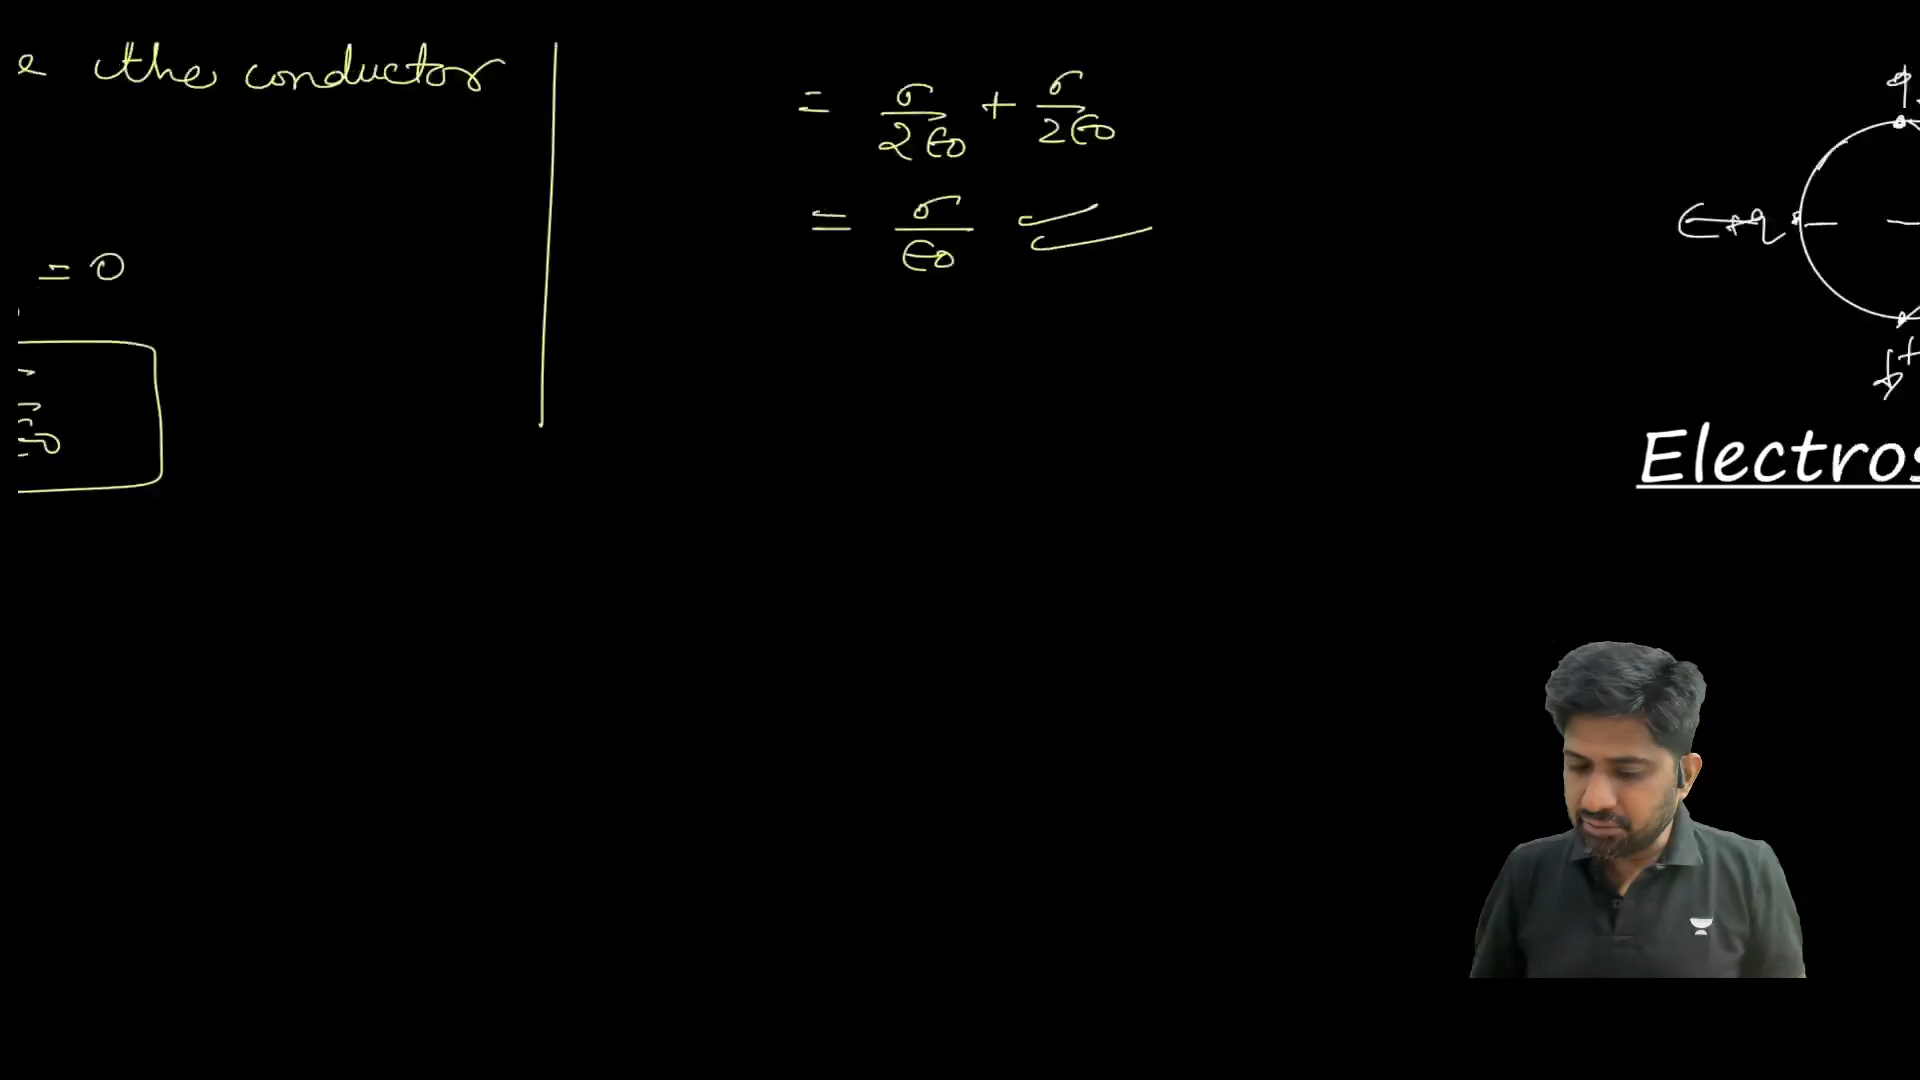 the conductor
= 0
= σ/2ϵ0 + σ/2ϵ0
= σ/ϵ0
+q
Electros